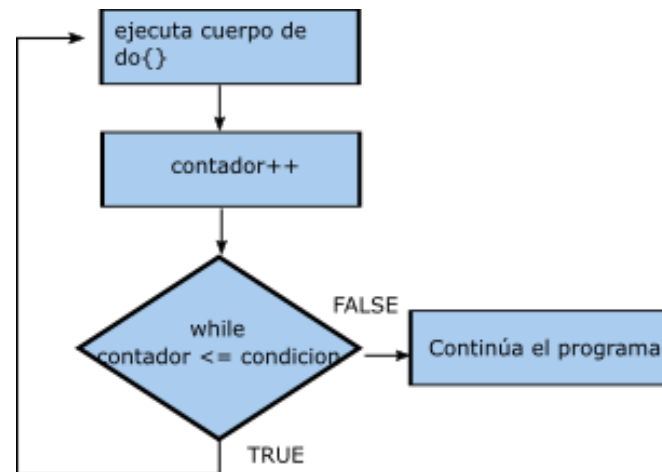 ejecuta cuerpo de
do{}
contador++
while
contador <= condicion
FALSE
Continúa el programa
TRUE